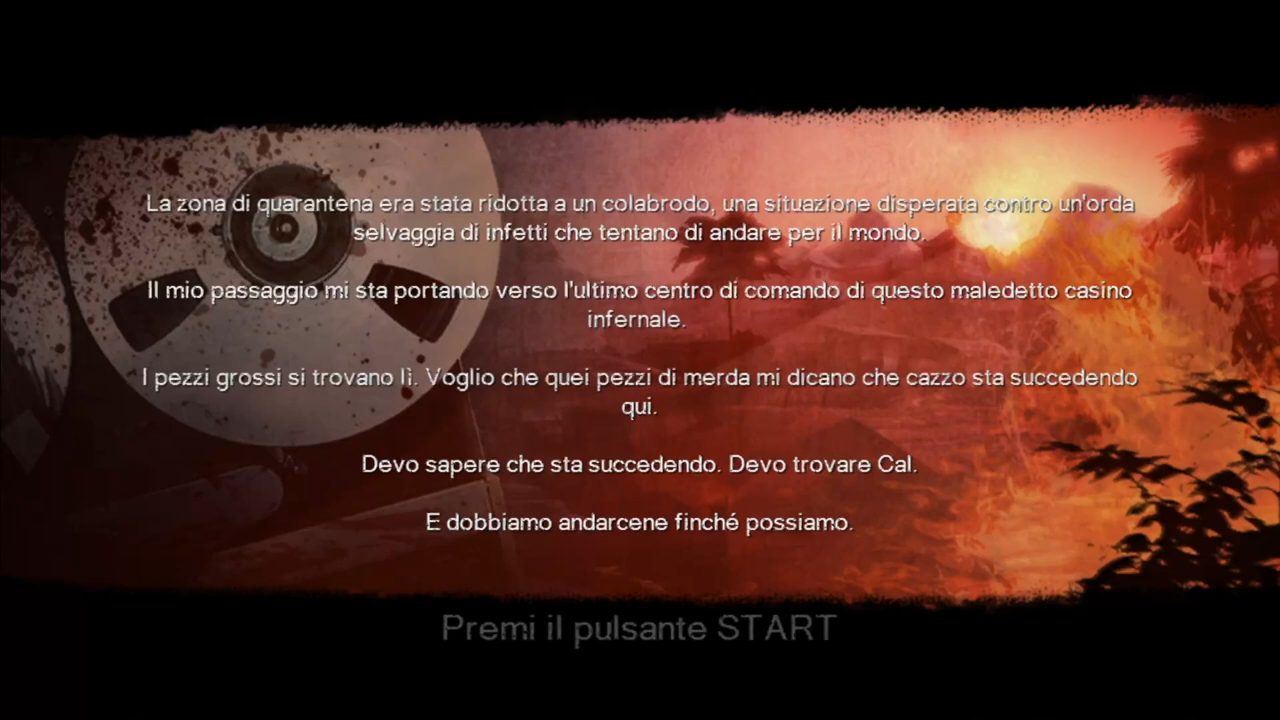 La zona di quarantena era stata ridotta a un colabrodo, una situazione disperata contro un'orda
selvaggia di infetti che tentano di andare per il mondo.
Il mio passaggio mi sta portando verso l'ultimo centro di comando di questo maledetto casino
infernale.
I pezzi grossi si trovano lì. Voglio che quei pezzi di merda mi dicano che cazzo sta succedendo
qui.
Devo sapere che sta succedendo. Devo trovare Cal.
E dobbiamo andarcene finché possiamo.
Premi il pulsante START